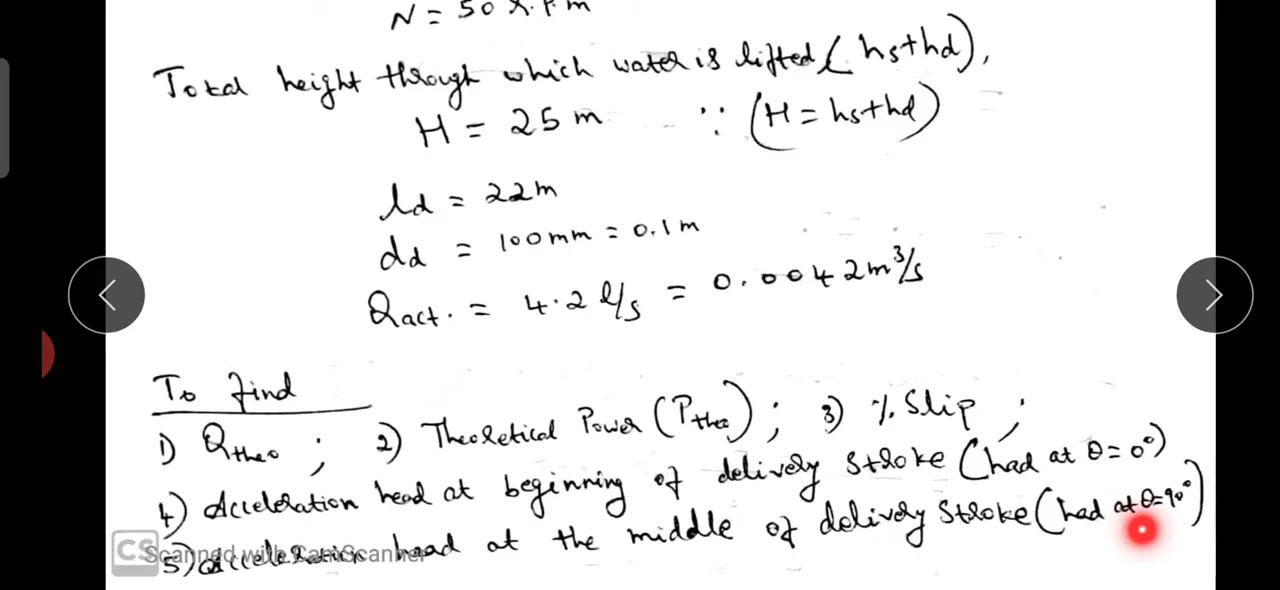 N = 50 r.p.m
Total height through which water is lifted (hs+hd),
H = 25 m ∵ (H = hs+hd)
ld = 22m
dd = 100mm = 0.1m
Qact. = 4.2 l/s = 0.0042m³/s
To find
1) Qtheo ; 2) Theoretical Power (Ptheo) ; 3) % Slip ;
4) Acceleration head at beginning of delivery stroke (had at θ=0°)
5) acceleration head at the middle of delivery stroke (had at θ=90°)
CS Scanned with CamScanner